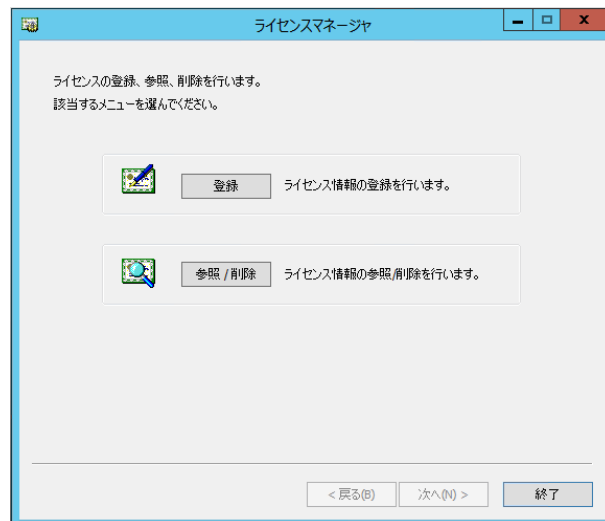 ライセンスマネージャ
ライセンスの登録、参照、削除を行います。
該当するメニューを選んでください。
登録 ライセンス情報の登録を行います。
参照 / 削除 ライセンス情報の参照/削除を行います。
< 戻る(B) 次へ(N) > 終了